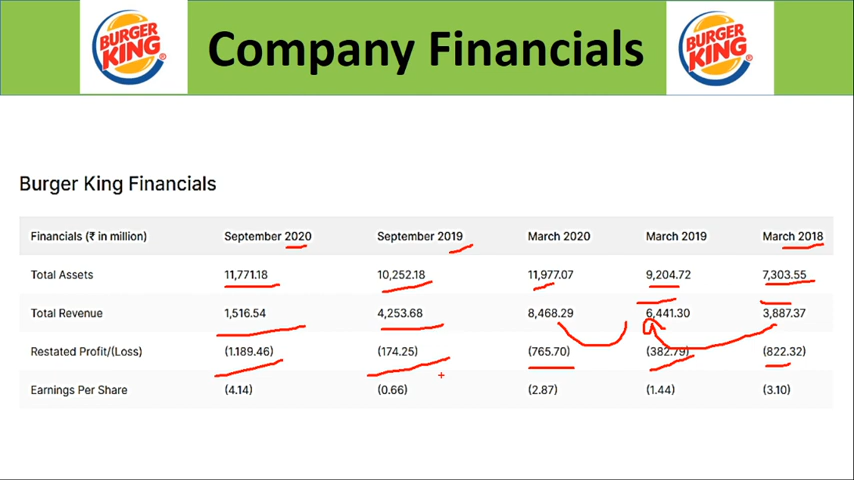 BURGER KING ®
Company Financials
BURGER KING ®
Burger King Financials
Financials (₹ in million) September 2020 September 2019 March 2020 March 2019 March 2018
Total Assets 11,771.18 10,252.18 11,977.07 9,204.72 7,303.55
Total Revenue 1,516.54 4,253.68 8,468.29 6,441.30 3,887.37
Restated Profit/(Loss) (1.189.46) (174.25) (765.70) (382.79) (822.32)
Earnings Per Share (4.14) (0.66) (2.87) (1.44) (3.10)